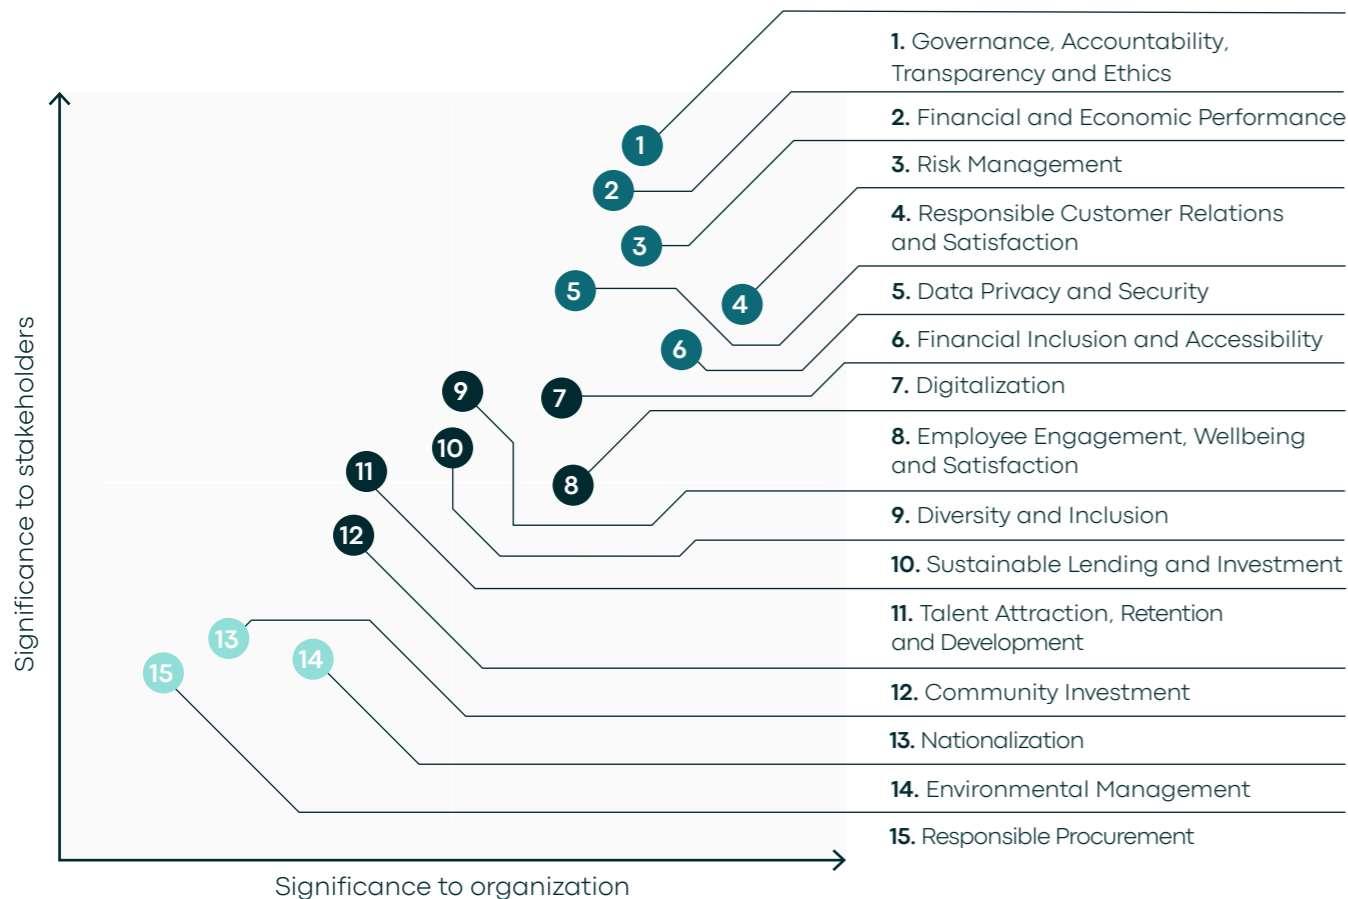 1. Governance, Accountability,
Transparency and Ethics
2. Financial and Economic Performance
3. Risk Management
4. Responsible Customer Relations
and Satisfaction
5. Data Privacy and Security
6. Financial Inclusion and Accessibility
7. Digitalization
8. Employee Engagement, Wellbeing
and Satisfaction
9. Diversity and Inclusion
10. Sustainable Lending and Investment
11. Talent Attraction, Retention
and Development
12. Community Investment
13. Nationalization
14. Environmental Management
15. Responsible Procurement
Significance to stakeholders
Significance to organization
1
2
3
4
5
6
7
8
9
10
11
12
13
14
15